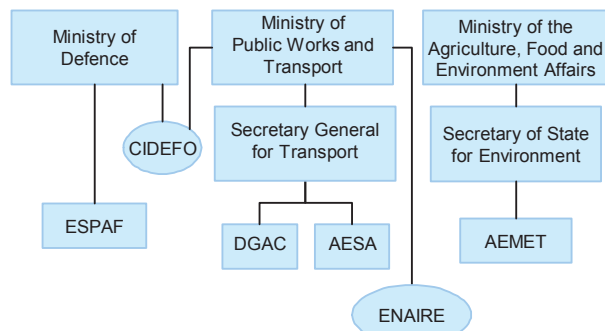 Ministry of
Defence
Ministry of
Public Works and
Transport
Ministry of the
Agriculture, Food and
Environment Affairs
CIDEFO
Secretary General
for Transport
Secretary of State
for Environment
ESPAF
DGAC
AESA
AEMET
ENAIRE